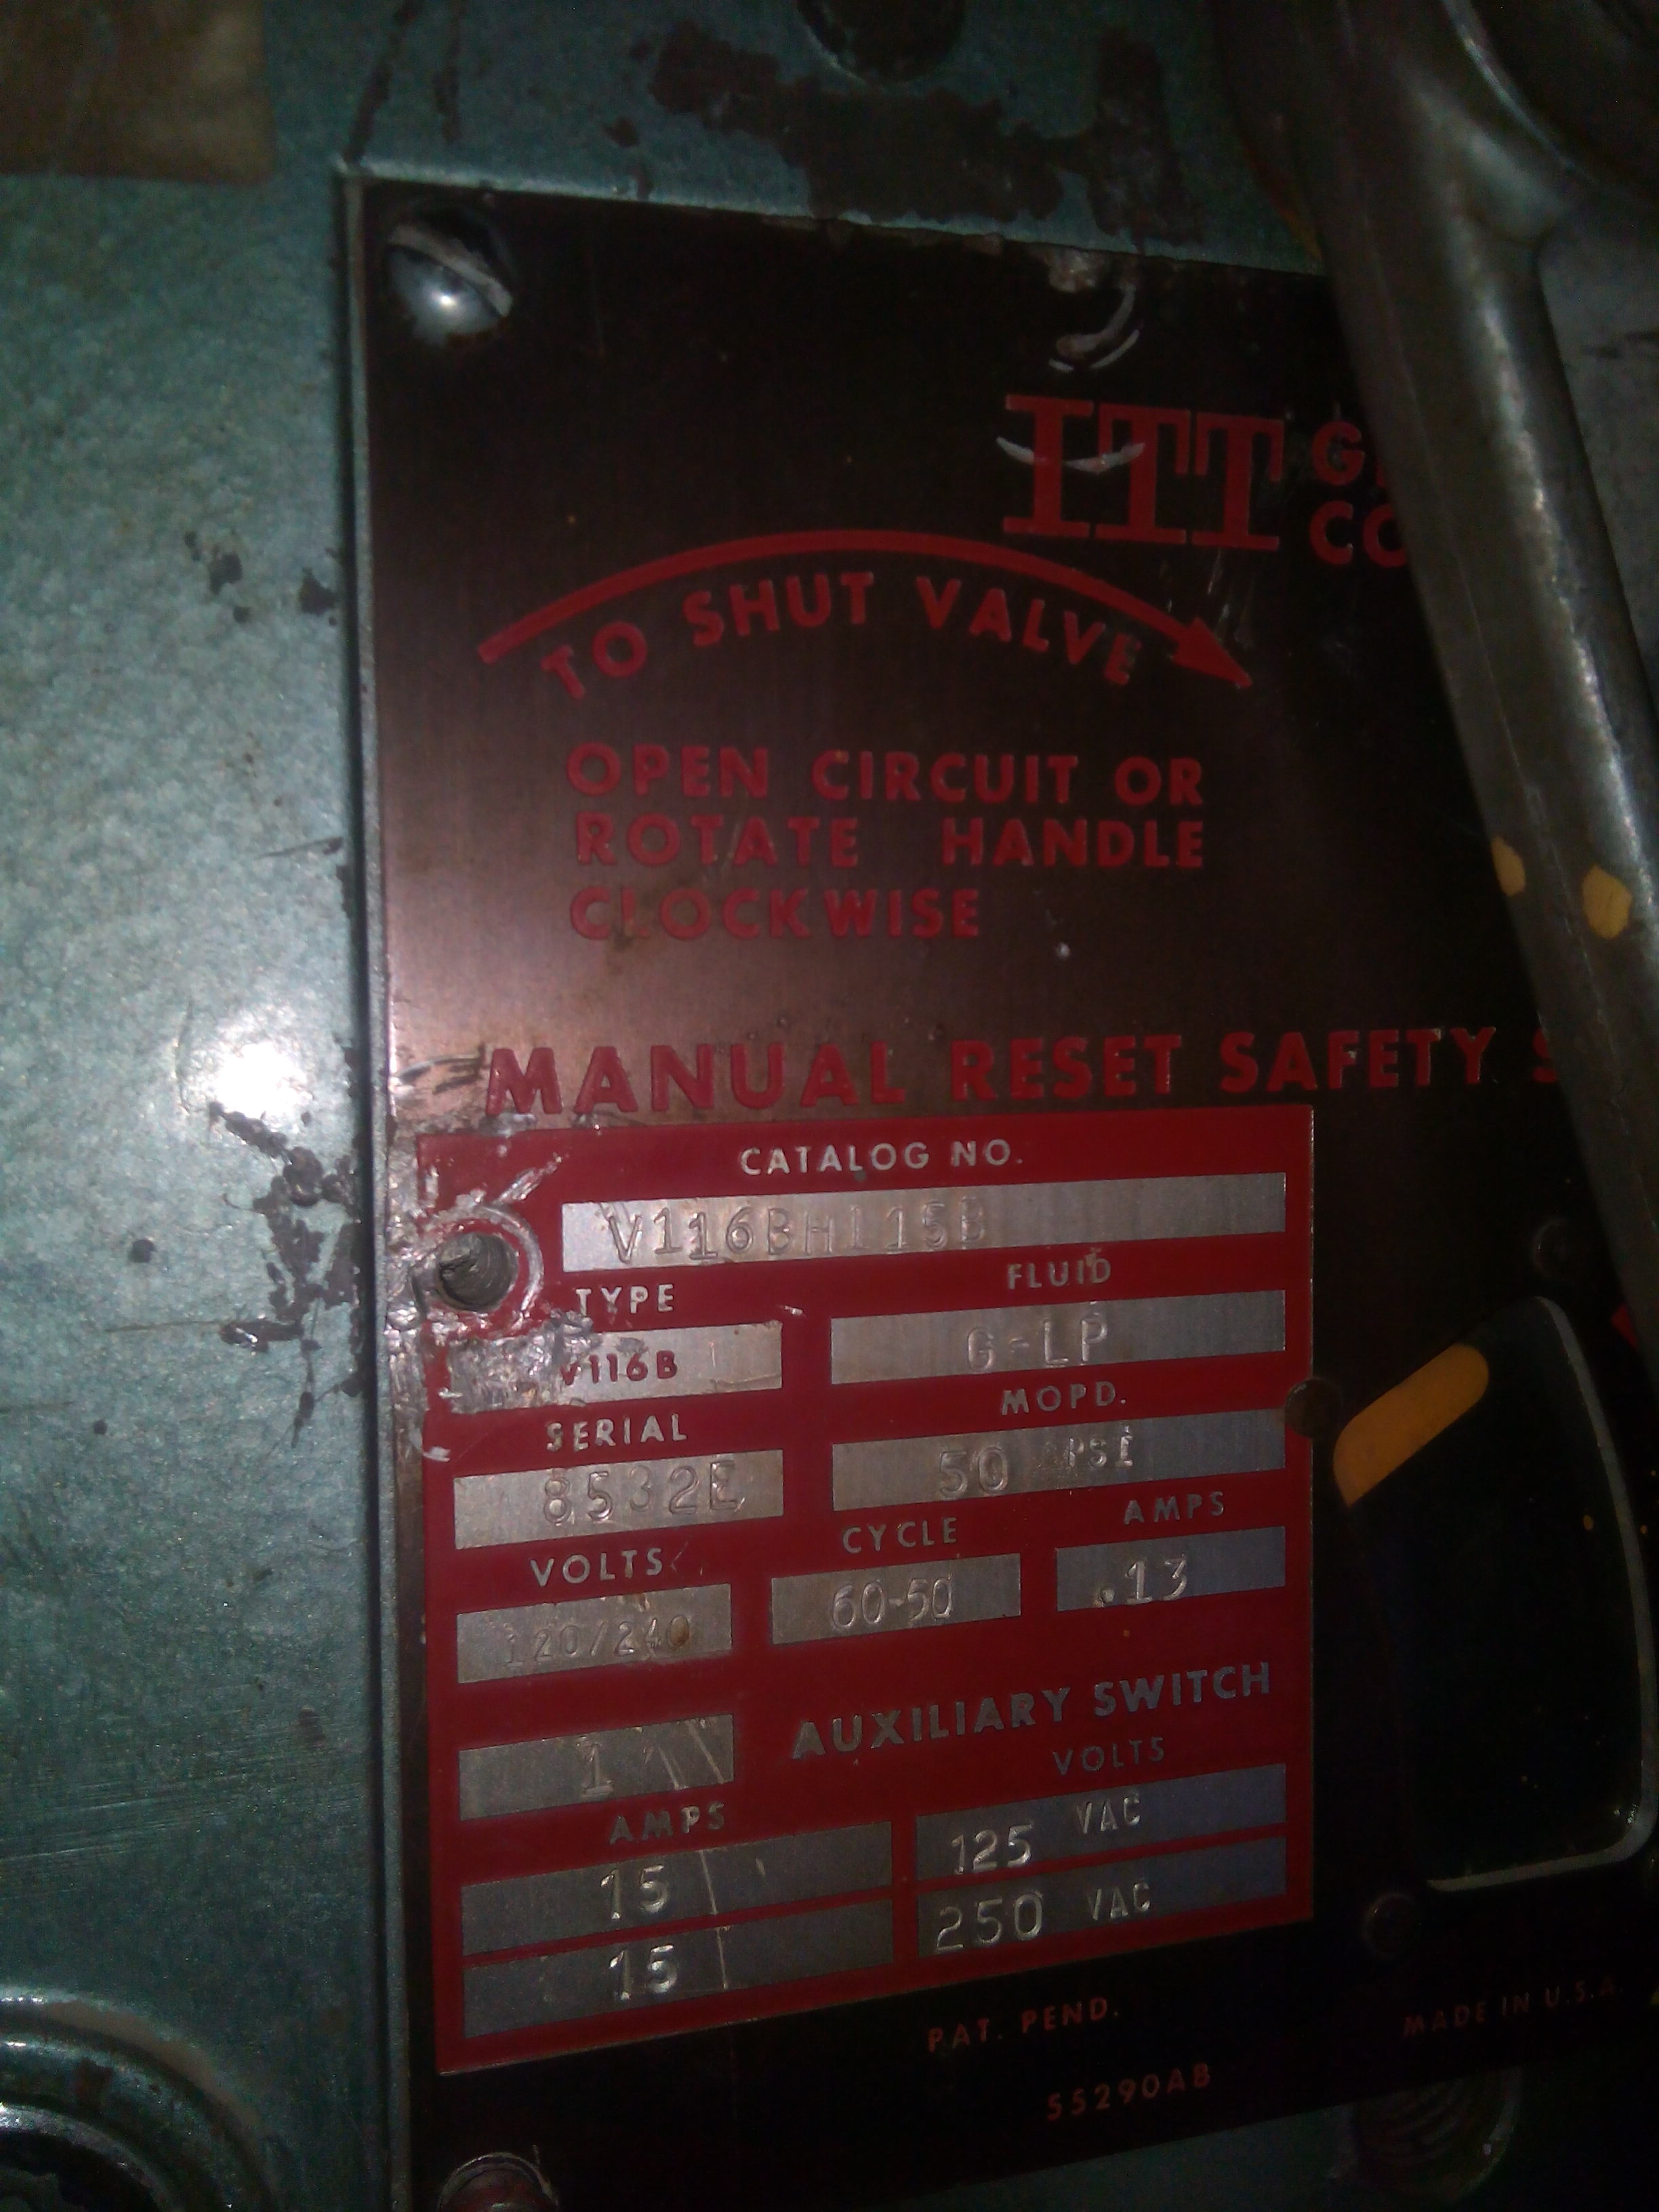 ITT G
CO
TO SHUT VALVE
OPEN CIRCUIT OR
ROTATE HANDLE
CLOCKWISE
MANUAL RESET SAFETY S
CATALOG NO.
V116BH115B
TYPE FLUID
V116B G-LP
SERIAL MOPD.
8532E 50 PSI
VOLTS CYCLE AMPS
120/240 60-50 .13
1 AUXILIARY SWITCH
AMPS VOLTS
15 125 VAC
15 250 VAC
PAT. PEND. MADE IN U.S.A.
55290AB